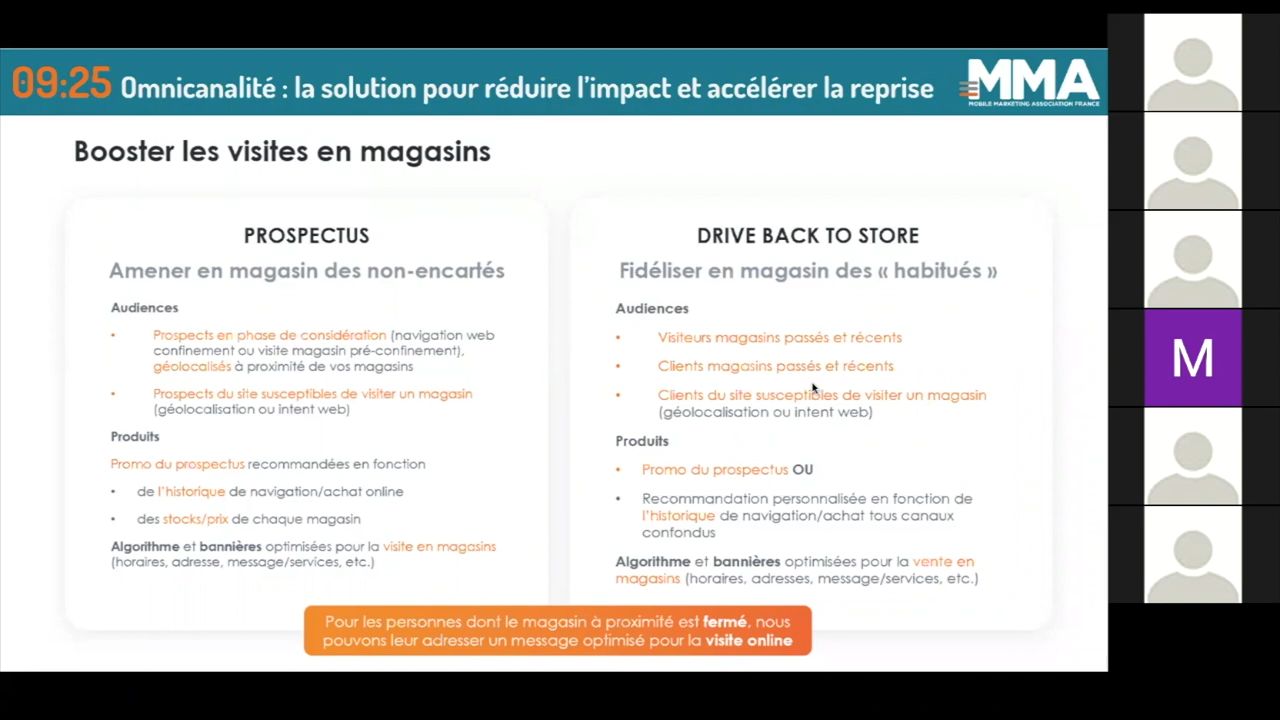 09:25 Omnicanalité : la solution pour réduire l'impact et accélérer la reprise
MMA
MOBILE MARKETING ASSOCIATION FRANCE
Booster les visites en magasins
PROSPECTUS
Amener en magasin des non-encartés
Audiences
• Prospects en phase de considération (navigation web
confinement ou visite magasin pré-confinement),
géolocalisés à proximité de vos magasins
• Prospects du site susceptibles de visiter un magasin
(géolocalisation ou intent web)
Produits
Promo du prospectus recommandées en fonction
• de l'historique de navigation/achat online
• des stocks/prix de chaque magasin
Algorithme et bannières optimisées pour la visite en magasins
(horaires, adresse, message/services, etc.)
DRIVE BACK TO STORE
Fidéliser en magasin des « habitués »
Audiences
• Visiteurs magasins passés et récents
• Clients magasins passés et récents
• Clients du site susceptibles de visiter un magasin
(géolocalisation ou intent web)
Produits
• Promo du prospectus OU
• Recommandation personnalisée en fonction de
l'historique de navigation/achat tous canaux
confondus
Algorithme et bannières optimisées pour la vente en
magasins (horaires, adresses, message/services, etc.)
Pour les personnes dont le magasin à proximité est fermé, nous
pouvons leur adresser un message optimisé pour la visite online
M